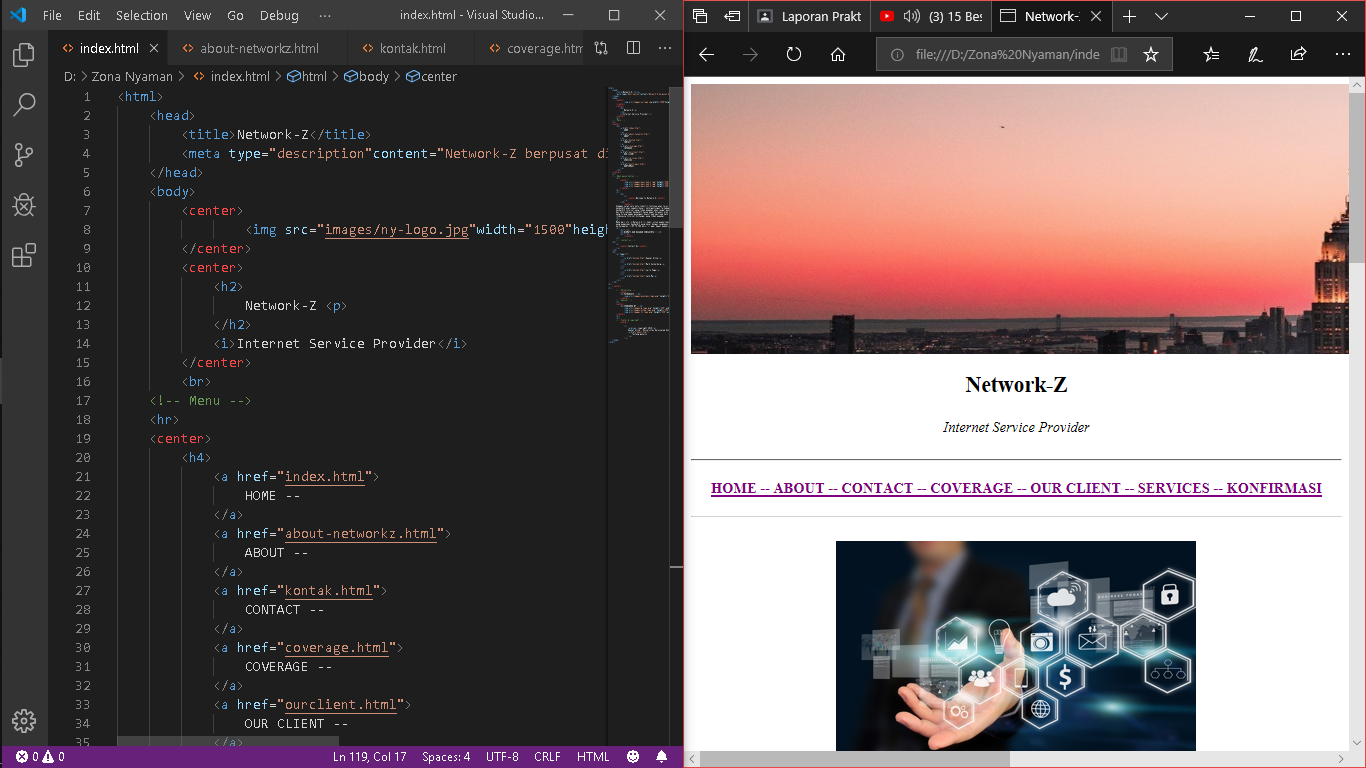 File Edit Selection View Go Debug ··· index.html - Visual Studio...
index.html about-networkz.html kontak.html coverage.htm
D: > Zona Nyaman > index.html > html > body > center
1 <html>
2 <head>
3 <title>Network-Z</title>
4 <meta type="description"content="Network-Z berpusat di
5 </head>
6 <body>
7 <center>
8 <img src="images/ny-logo.jpg"width="1500"heigh
9 </center>
10 <center>
11 <h2>
12 Network-Z <p>
13 </h2>
14 <i>Internet Service Provider</i>
15 </center>
16 <br>
17 <!-- Menu -->
18 <hr>
19 <center>
20 <h4>
21 <a href="index.html">
22 HOME --
23 </a>
24 <a href="about-networkz.html">
25 ABOUT --
26 </a>
27 <a href="kontak.html">
28 CONTACT --
29 </a>
30 <a href="coverage.html">
31 COVERAGE --
32 </a>
33 <a href="ourclient.html">
34 OUR CLIENT --
35 </a>
0 0 Ln 119, Col 17 Spaces: 4 UTF-8 CRLF HTML
Laporan Prakt (3) 15 Bes Network-
file:///D:/Zona%20Nyaman/inde
Network-Z
Internet Service Provider
HOME -- ABOUT -- CONTACT -- COVERAGE -- OUR CLIENT -- SERVICES -- KONFIRMASI